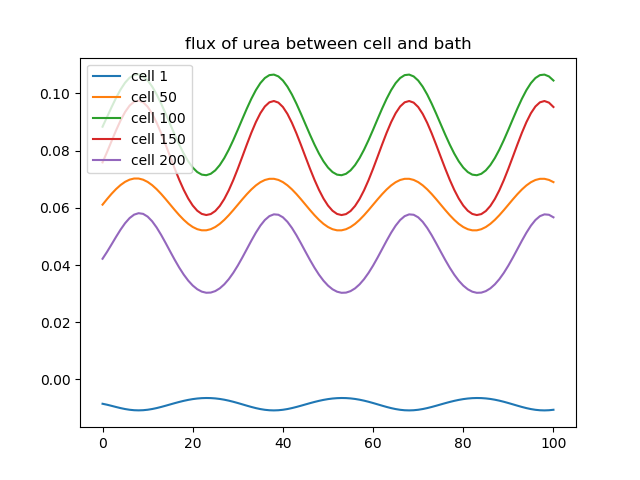 flux of urea between cell and bath
cell 1
cell 50
cell 100
cell 150
cell 200
0.10
0.08
0.06
0.04
0.02
0.00
0 20 40 60 80 100